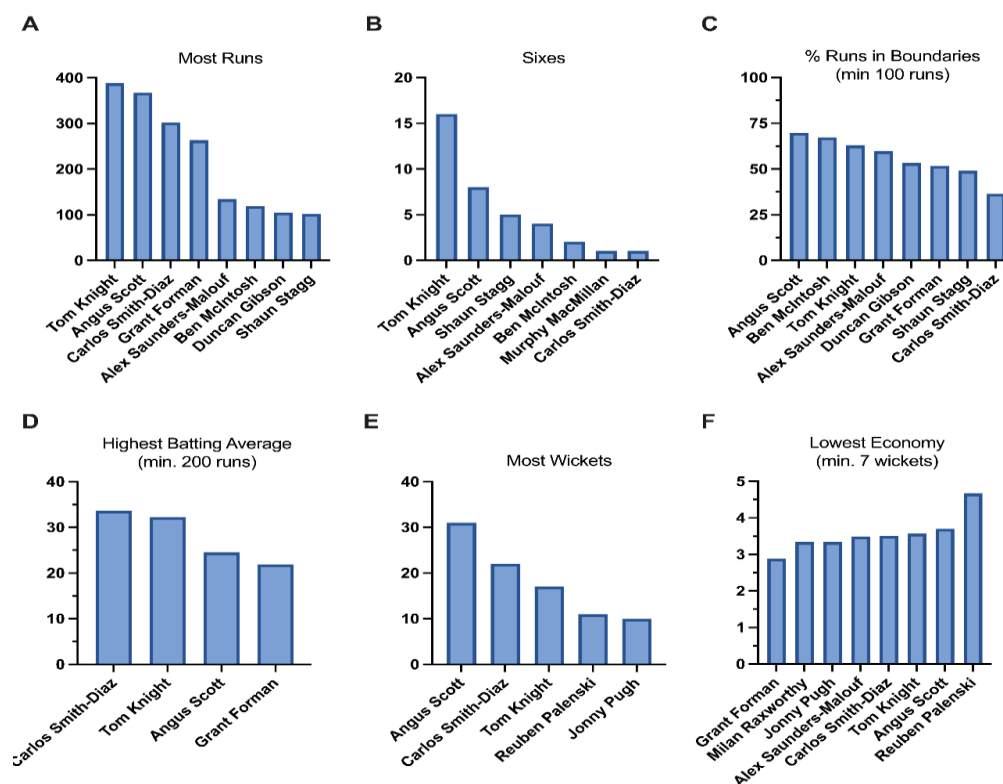 A
Most Runs
400
300
200
100
0
Tom Knight
Angus Scott
Carlos Smith-Diaz
Grant Forman
Alex Saunders-Malouf
Ben McIntosh
Duncan Gibson
Shaun Stagg
B
Sixes
20
15
10
5
0
Tom Knight
Angus Scott
Shaun Stagg
Alex Saunders-Malouf
Ben McIntosh
Murphy MacMillan
Carlos Smith-Diaz
C
% Runs in Boundaries
(min 100 runs)
100
75
50
25
0
Angus Scott
Ben McIntosh
Tom Knight
Alex Saunders-Malouf
Duncan Gibson
Grant Forman
Shaun Stagg
Carlos Smith-Diaz
D
Highest Batting Average
(min. 200 runs)
40
30
20
10
0
Carlos Smith-Diaz
Tom Knight
Angus Scott
Grant Forman
E
Most Wickets
40
30
20
10
0
Angus Scott
Carlos Smith-Diaz
Tom Knight
Reuben Palenski
Jonny Pugh
F
Lowest Economy
(min. 7 wickets)
5
4
3
2
1
0
Grant Forman
Milan Raxworthy
Jonny Pugh
Alex Saunders-Malouf
Carlos Smith-Diaz
Tom Knight
Angus Scott
Reuben Palenski